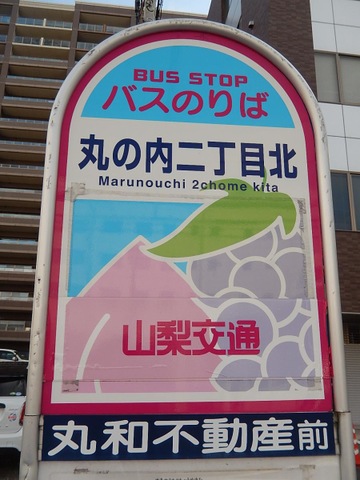 BUS STOP
バスのりば
丸の内二丁目北
Marunouchi 2chome kita
山梨交通
丸和不動産前